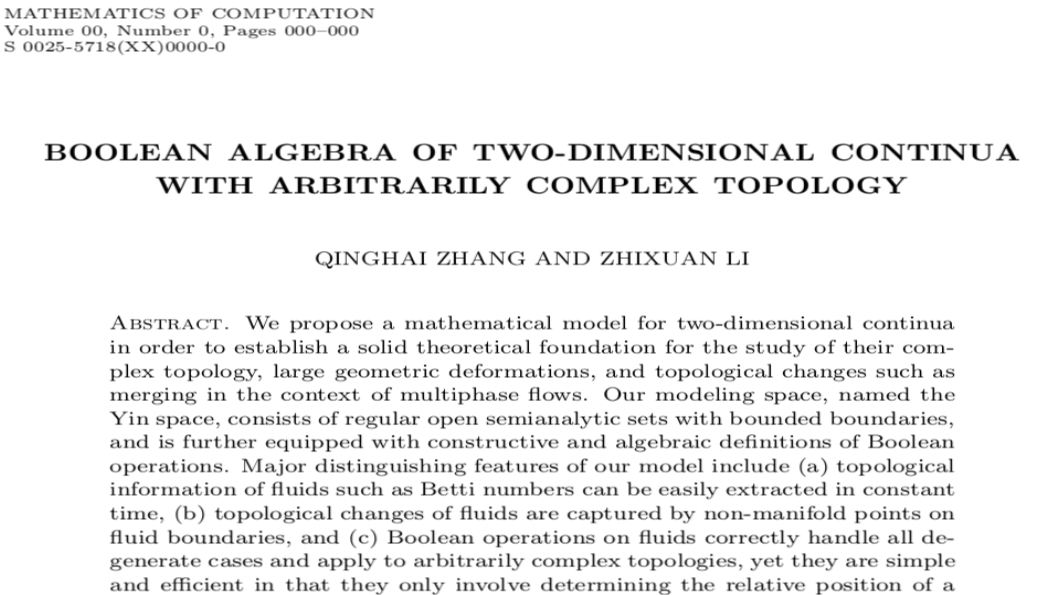 MATHEMATICS OF COMPUTATION
Volume 00, Number 0, Pages 000–000
S 0025-5718(XX)0000-0
BOOLEAN ALGEBRA OF TWO-DIMENSIONAL CONTINUA
WITH ARBITRARILY COMPLEX TOPOLOGY
QINGHAI ZHANG AND ZHIXUAN LI
Abstract. We propose a mathematical model for two-dimensional continua
in order to establish a solid theoretical foundation for the study of their com-
plex topology, large geometric deformations, and topological changes such as
merging in the context of multiphase flows. Our modeling space, named the
Yin space, consists of regular open semianalytic sets with bounded boundaries,
and is further equipped with constructive and algebraic definitions of Boolean
operations. Major distinguishing features of our model include (a) topological
information of fluids such as Betti numbers can be easily extracted in constant
time, (b) topological changes of fluids are captured by non-manifold points on
fluid boundaries, and (c) Boolean operations on fluids correctly handle all de-
generate cases and apply to arbitrarily complex topologies, yet they are simple
and efficient in that they only involve determining the relative position of a